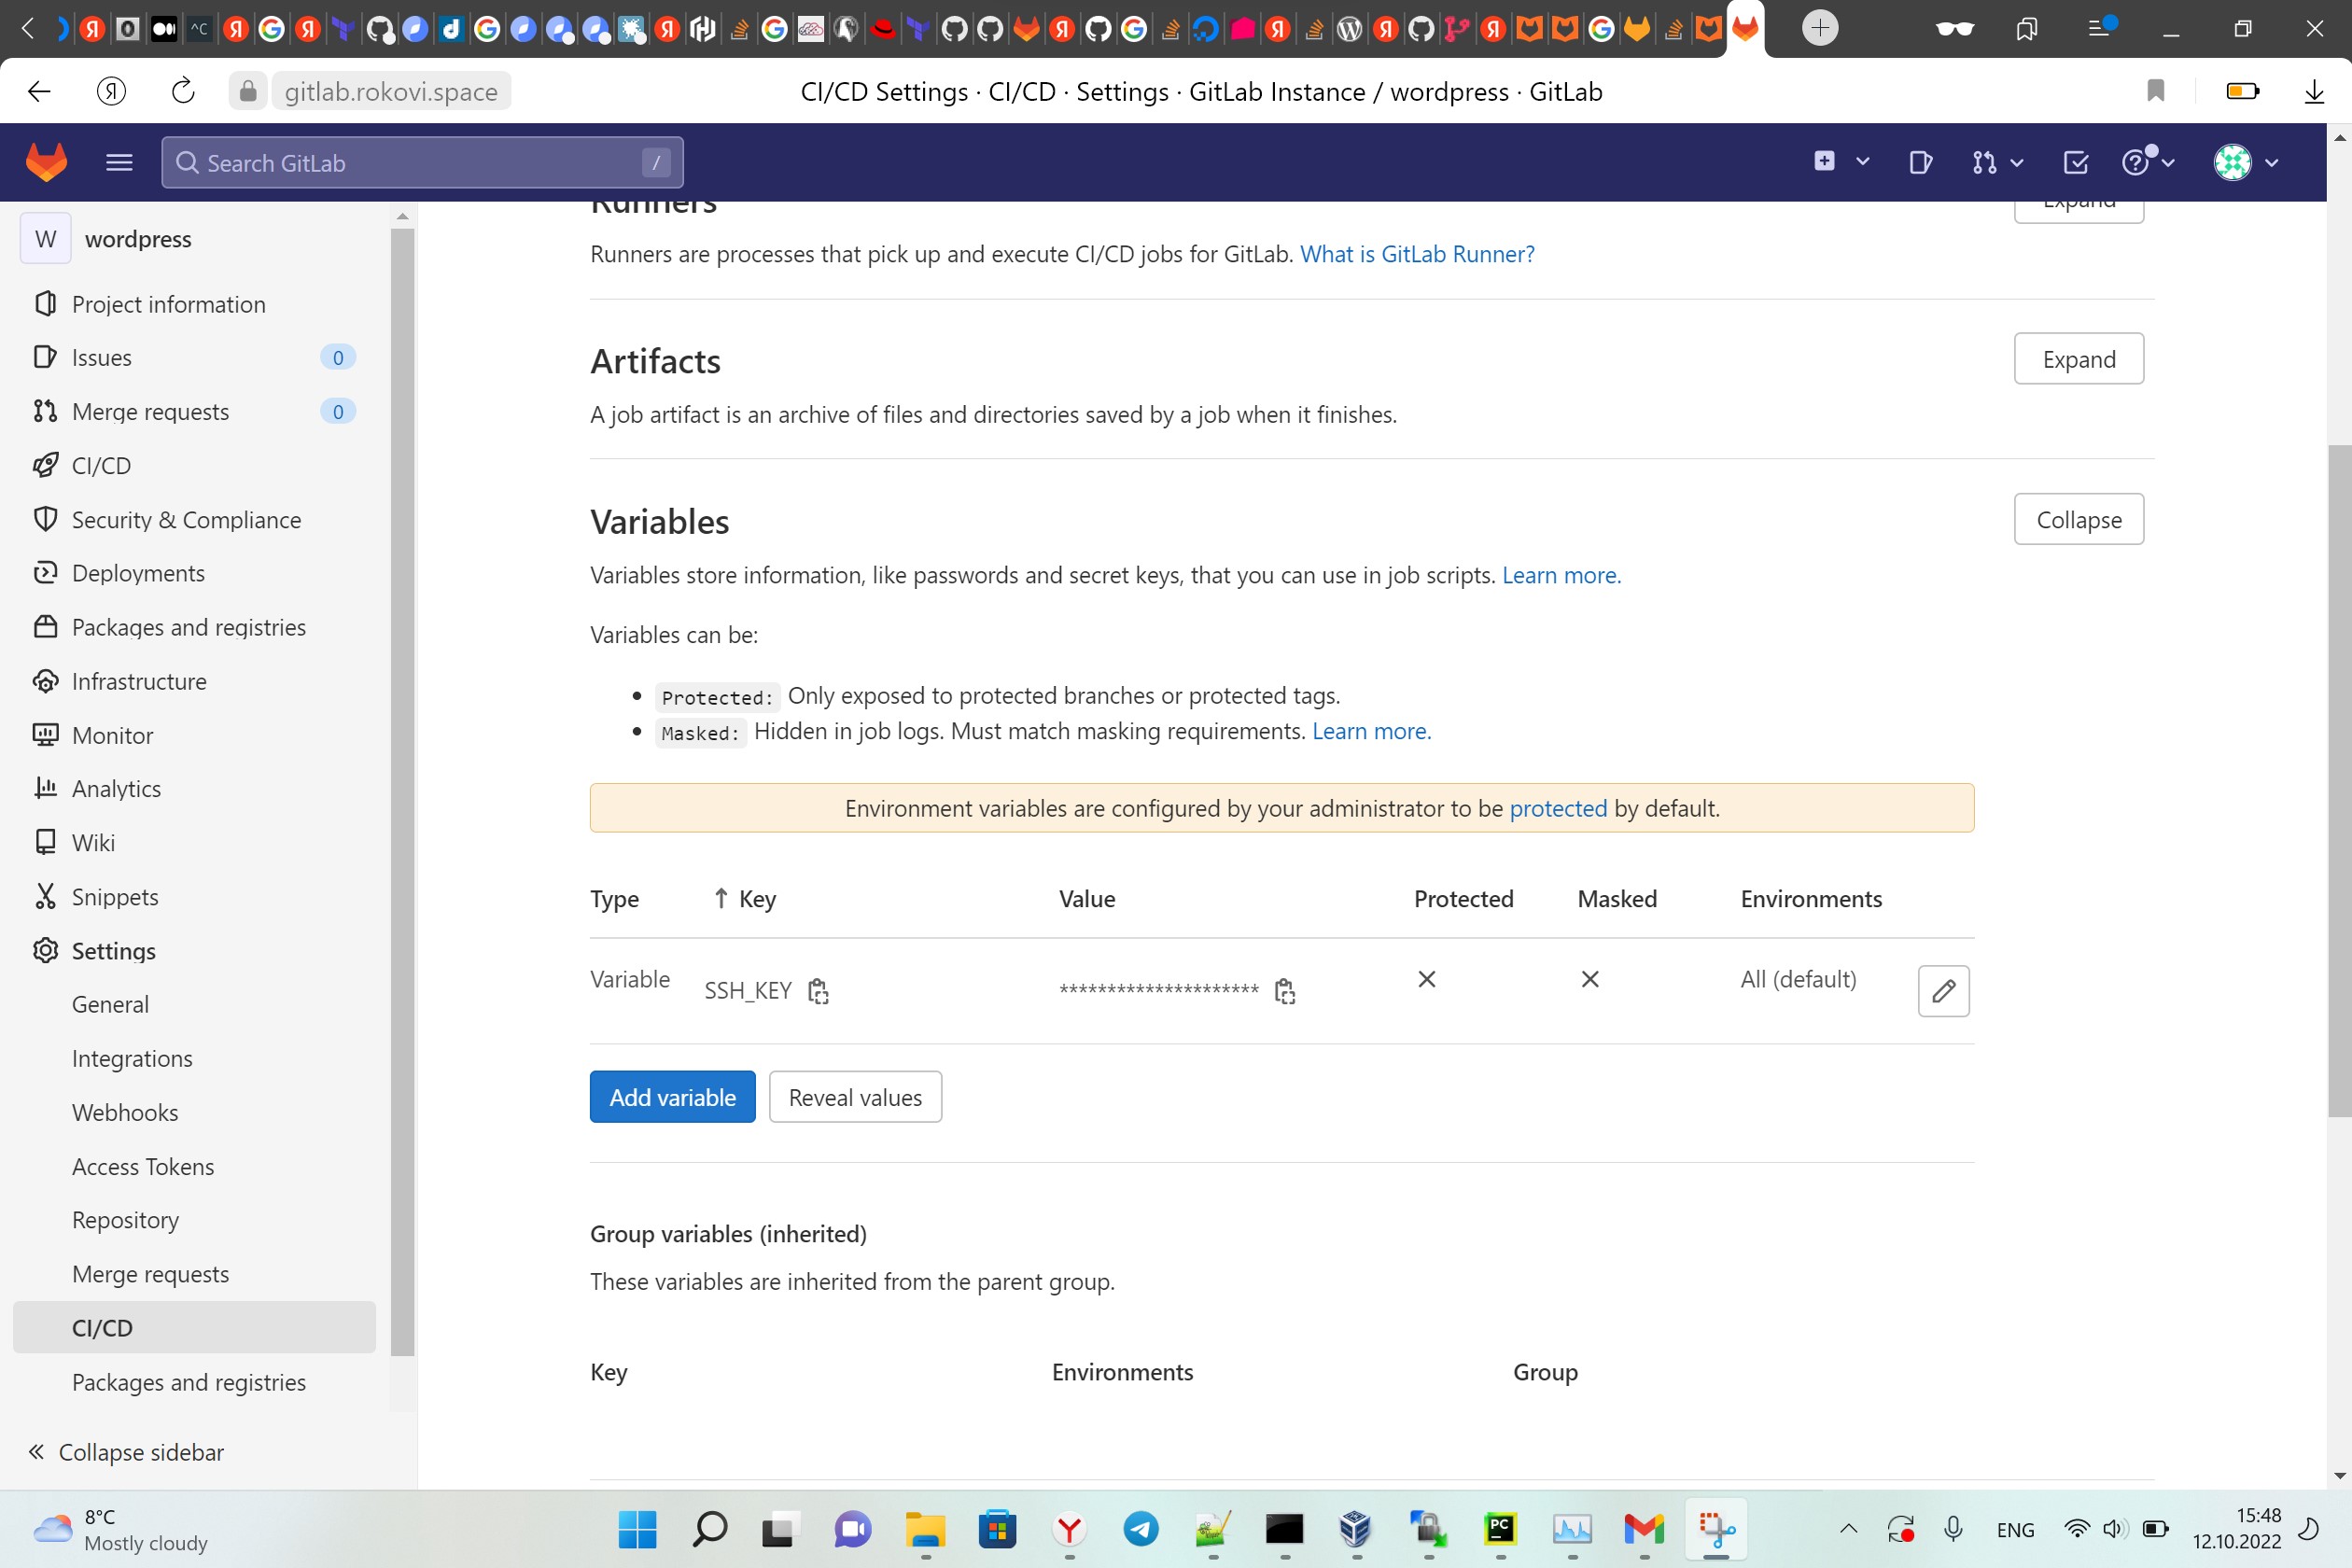 gitlab.rokovi.space
CI/CD Settings · CI/CD · Settings · GitLab Instance / wordpress · GitLab
Search GitLab
/
W
wordpress
Project information
Issues
0
Merge requests
0
CI/CD
Security & Compliance
Deployments
Packages and registries
Infrastructure
Monitor
Analytics
Wiki
Snippets
Settings
General
Integrations
Webhooks
Access Tokens
Repository
Merge requests
CI/CD
Packages and registries
Collapse sidebar
Runners
Expand
Runners are processes that pick up and execute CI/CD jobs for GitLab. What is GitLab Runner?
Artifacts
Expand
A job artifact is an archive of files and directories saved by a job when it finishes.
Variables
Collapse
Variables store information, like passwords and secret keys, that you can use in job scripts. Learn more.
Variables can be:
Protected: Only exposed to protected branches or protected tags.
Masked: Hidden in job logs. Must match masking requirements. Learn more.
Environment variables are configured by your administrator to be protected by default.
Type
↑ Key
Value
Protected
Masked
Environments
Variable
SSH_KEY
*********************
All (default)
Add variable
Reveal values
Group variables (inherited)
These variables are inherited from the parent group.
Key
Environments
Group
8°C
Mostly cloudy
PC
ENG
15:48
12.10.2022